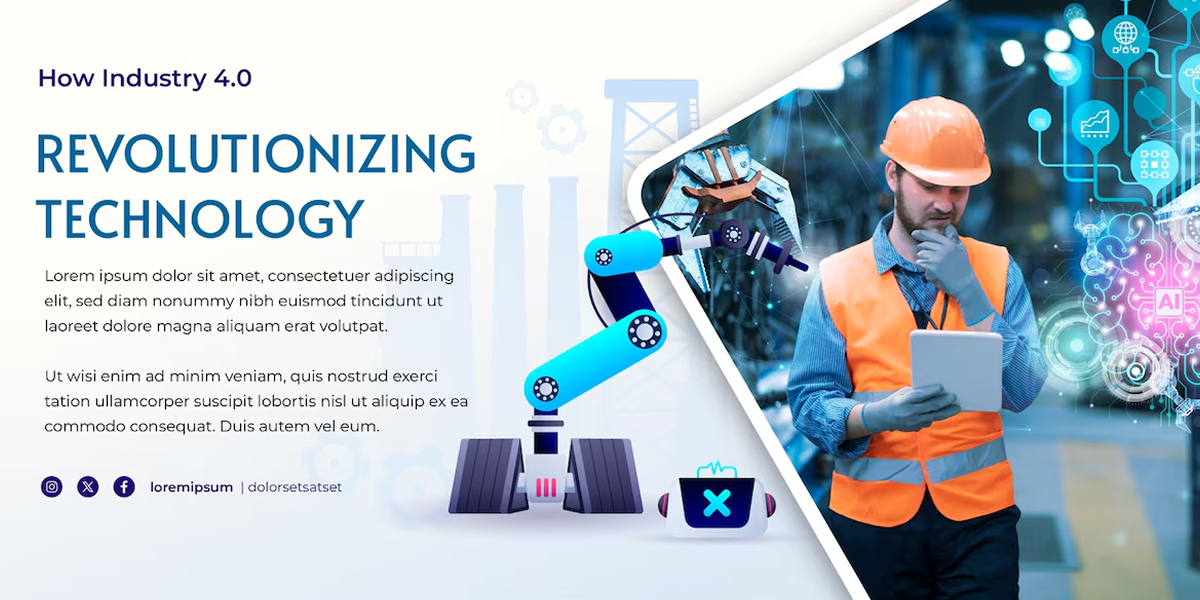 How Industry 4.0
REVOLUTIONIZING
TECHNOLOGY
Lorem ipsum dolor sit amet, consectetuer adipiscing
elit, sed diam nonummy nibh euismod tincidunt ut
laoreet dolore magna aliquam erat volutpat.
Ut wisi enim ad minim veniam, quis nostrud exerci
tation ullamcorper suscipit lobortis nisl ut aliquip ex ea
commodo consequat. Duis autem vel eum.
loremipsum | dolorsetsatset
AI